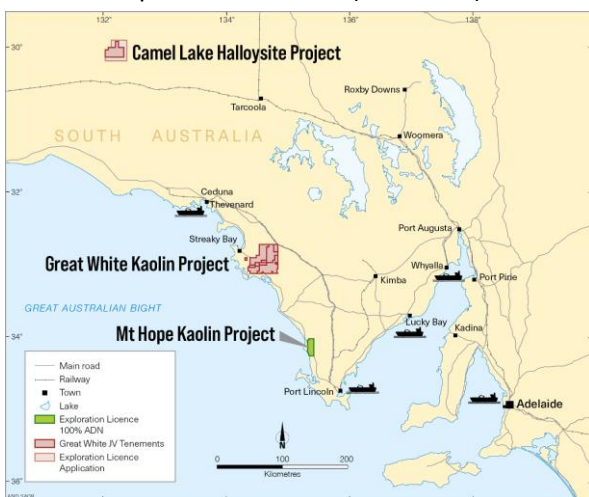 132°
134°
136°
138°
30°
Camel Lake Halloysite Project
Roxby Downs
Tarcoola
SOUTH AUSTRALIA
Woomera
32°
Ceduna
Thevenard
Port Augusta
Streaky Bay
Great White Kaolin Project
Whyalla
Kimba
Port Pirie
GREAT AUSTRALIAN BIGHT
Lucky Bay
34°
Mt Hope Kaolin Project
Kadina
Main road
Railway
Town
Lake
Exploration Licence
100% ADN
Great White JV Tenements
Exploration Licence
Application
Port Lincoln
Adelaide
N
0 100 200
Kilometres
36°